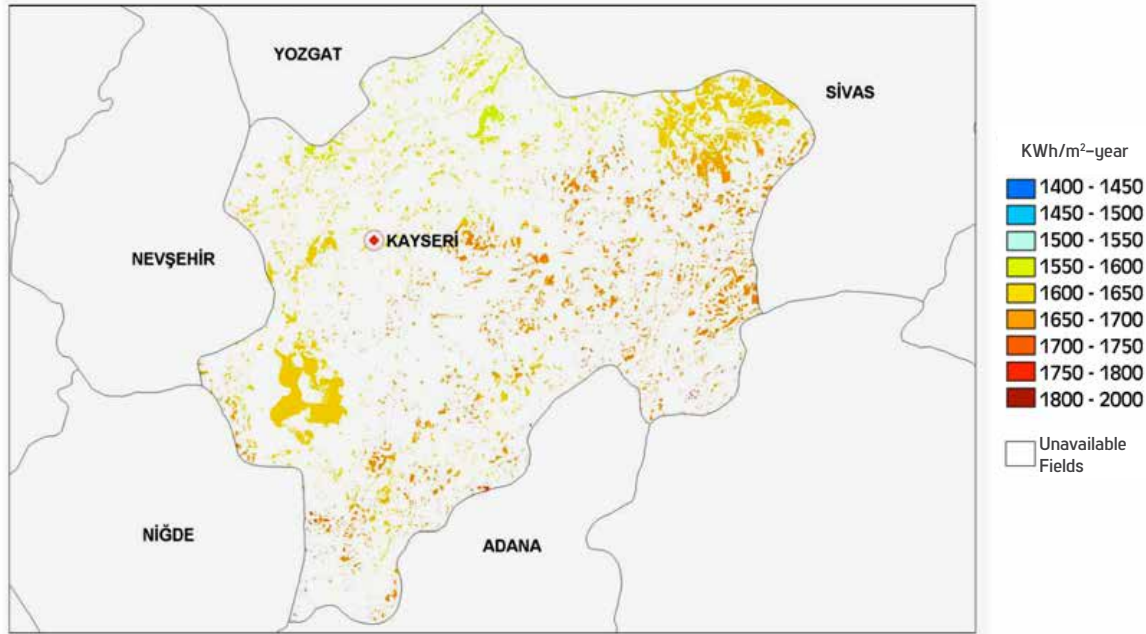 YOZGAT
SİVAS
KAYSERİ
NEVŞEHİR
NİĞDE
ADANA
KWh/m²–year
1400 - 1450
1450 - 1500
1500 - 1550
1550 - 1600
1600 - 1650
1650 - 1700
1700 - 1750
1750 - 1800
1800 - 2000
Unavailable
Fields